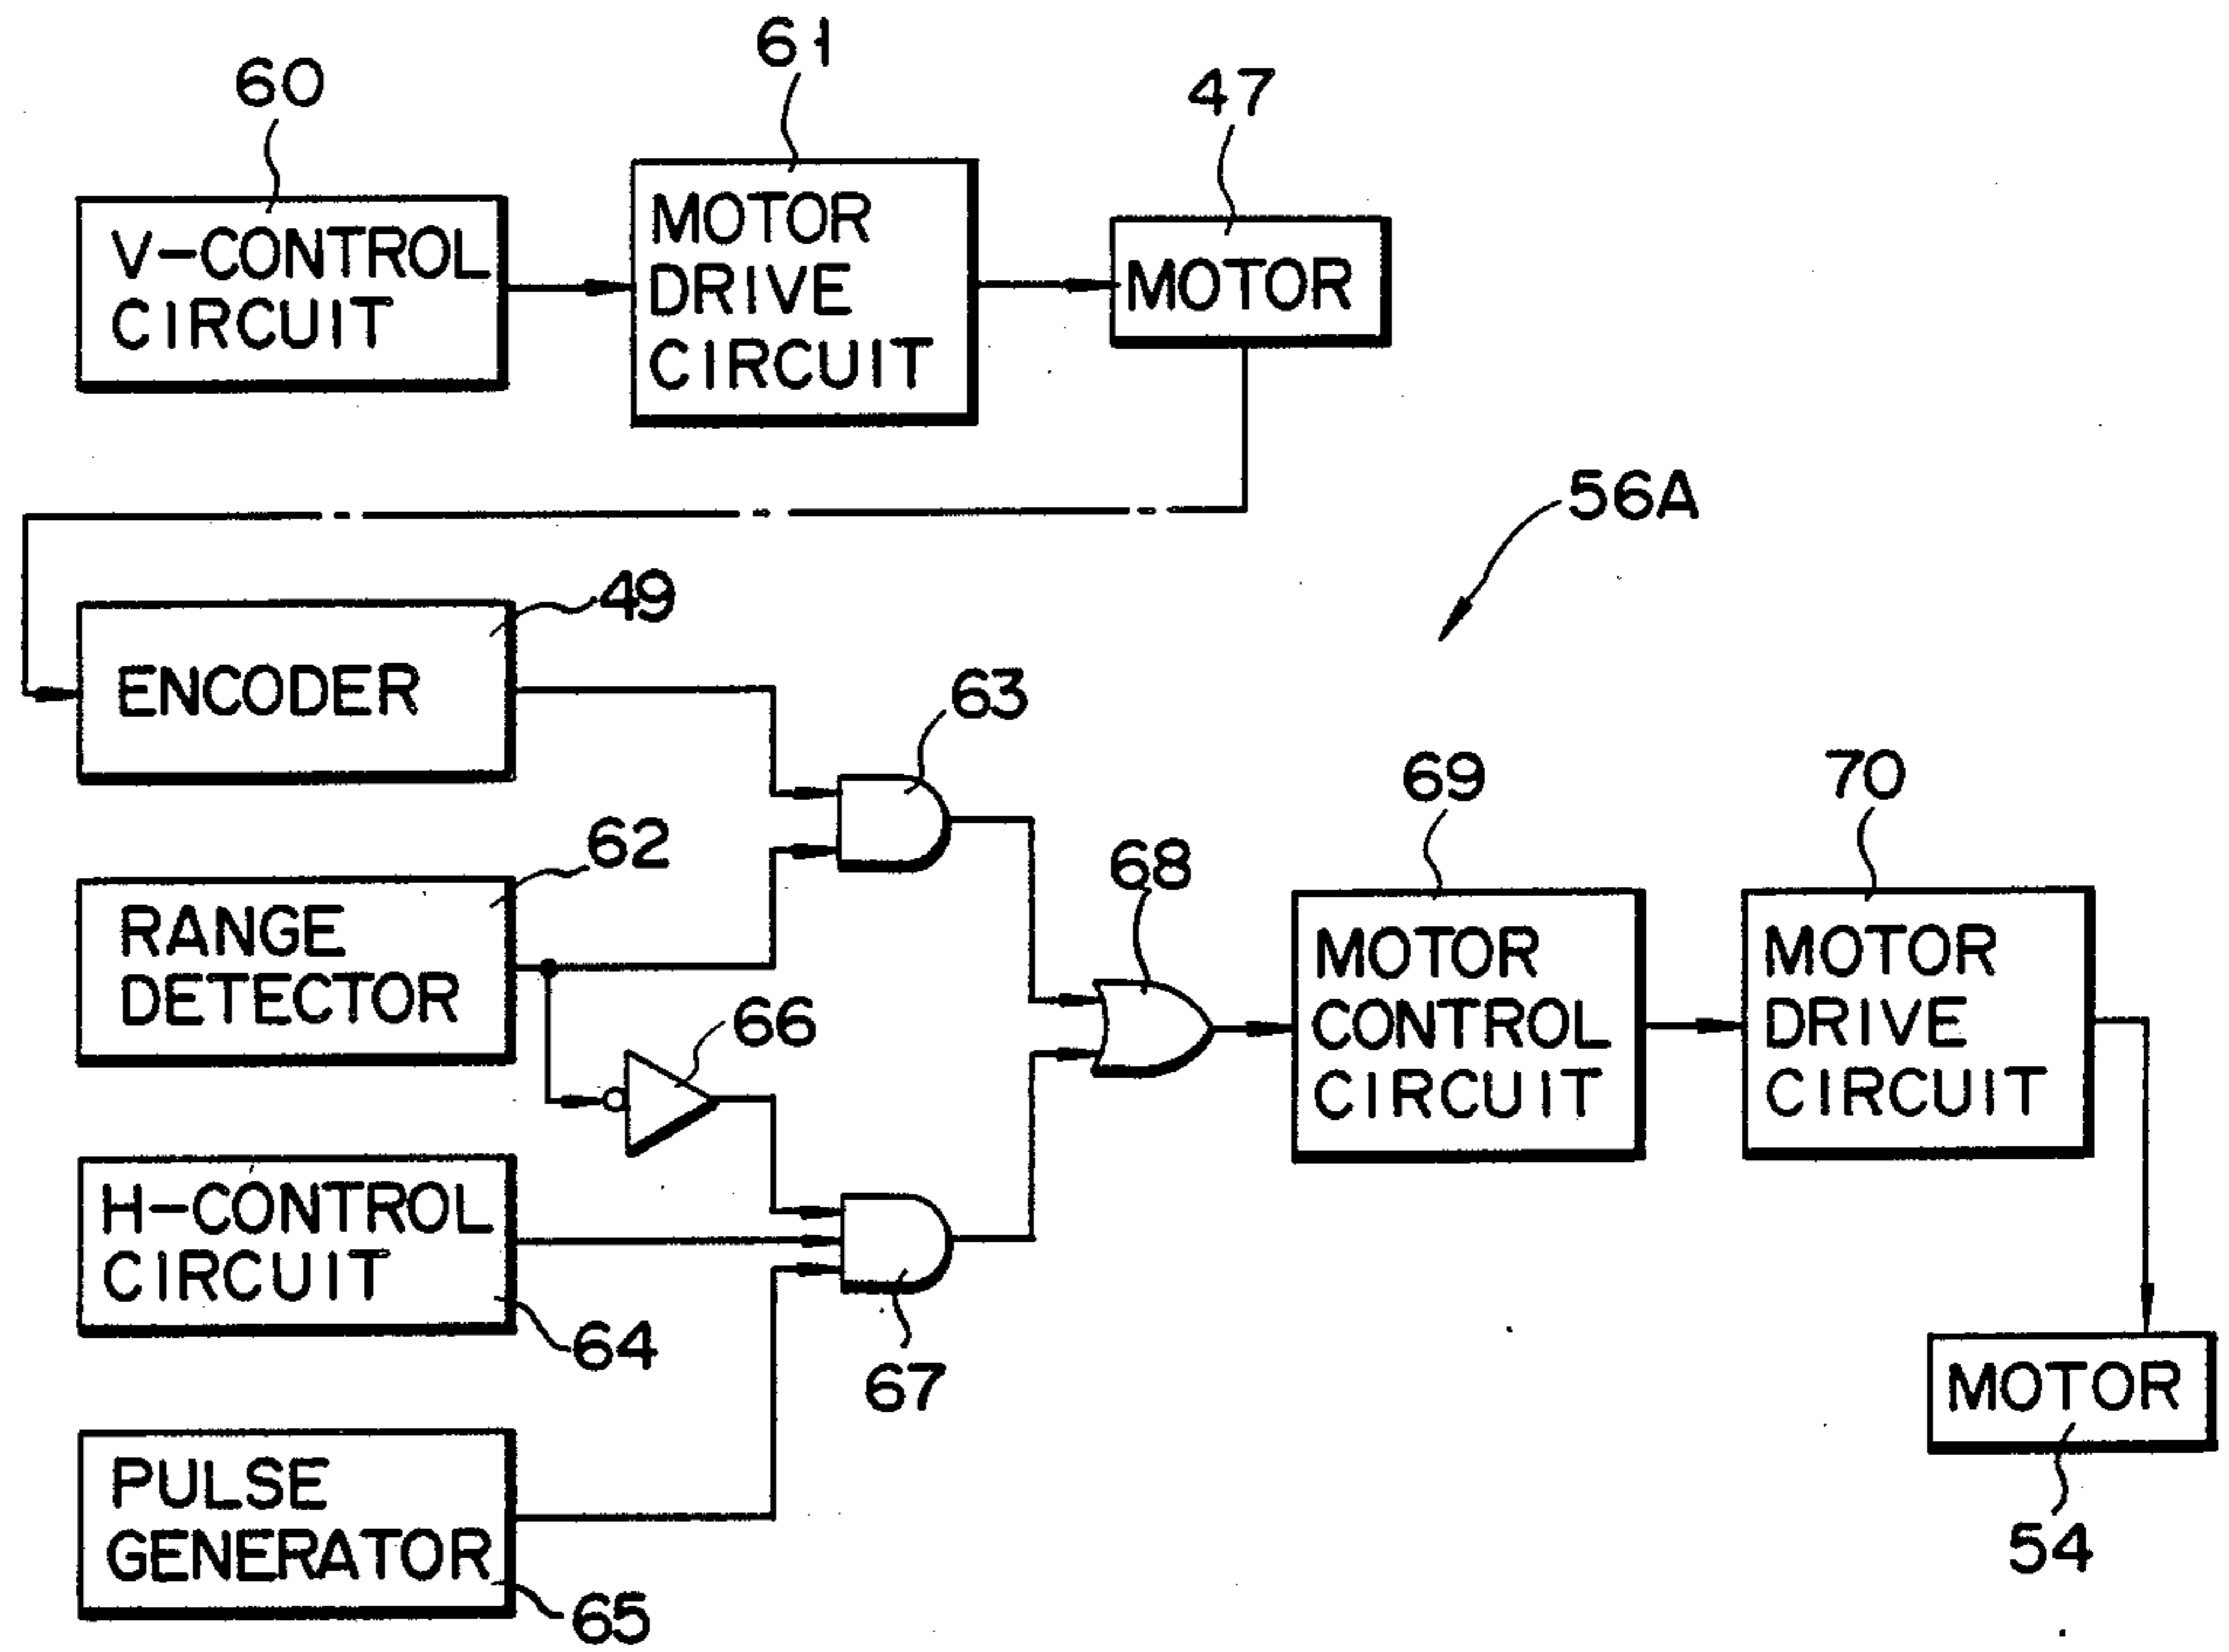 60
61
47
V-CONTROL
CIRCUIT
MOTOR
DRIVE
CIRCUIT
MOTOR
56A
49
ENCODER
63
62
RANGE
DETECTOR
66
68
69
70
MOTOR
CONTROL
CIRCUIT
MOTOR
DRIVE
CIRCUIT
H-CONTROL
CIRCUIT
64
67
MOTOR
54
PULSE
GENERATOR
65